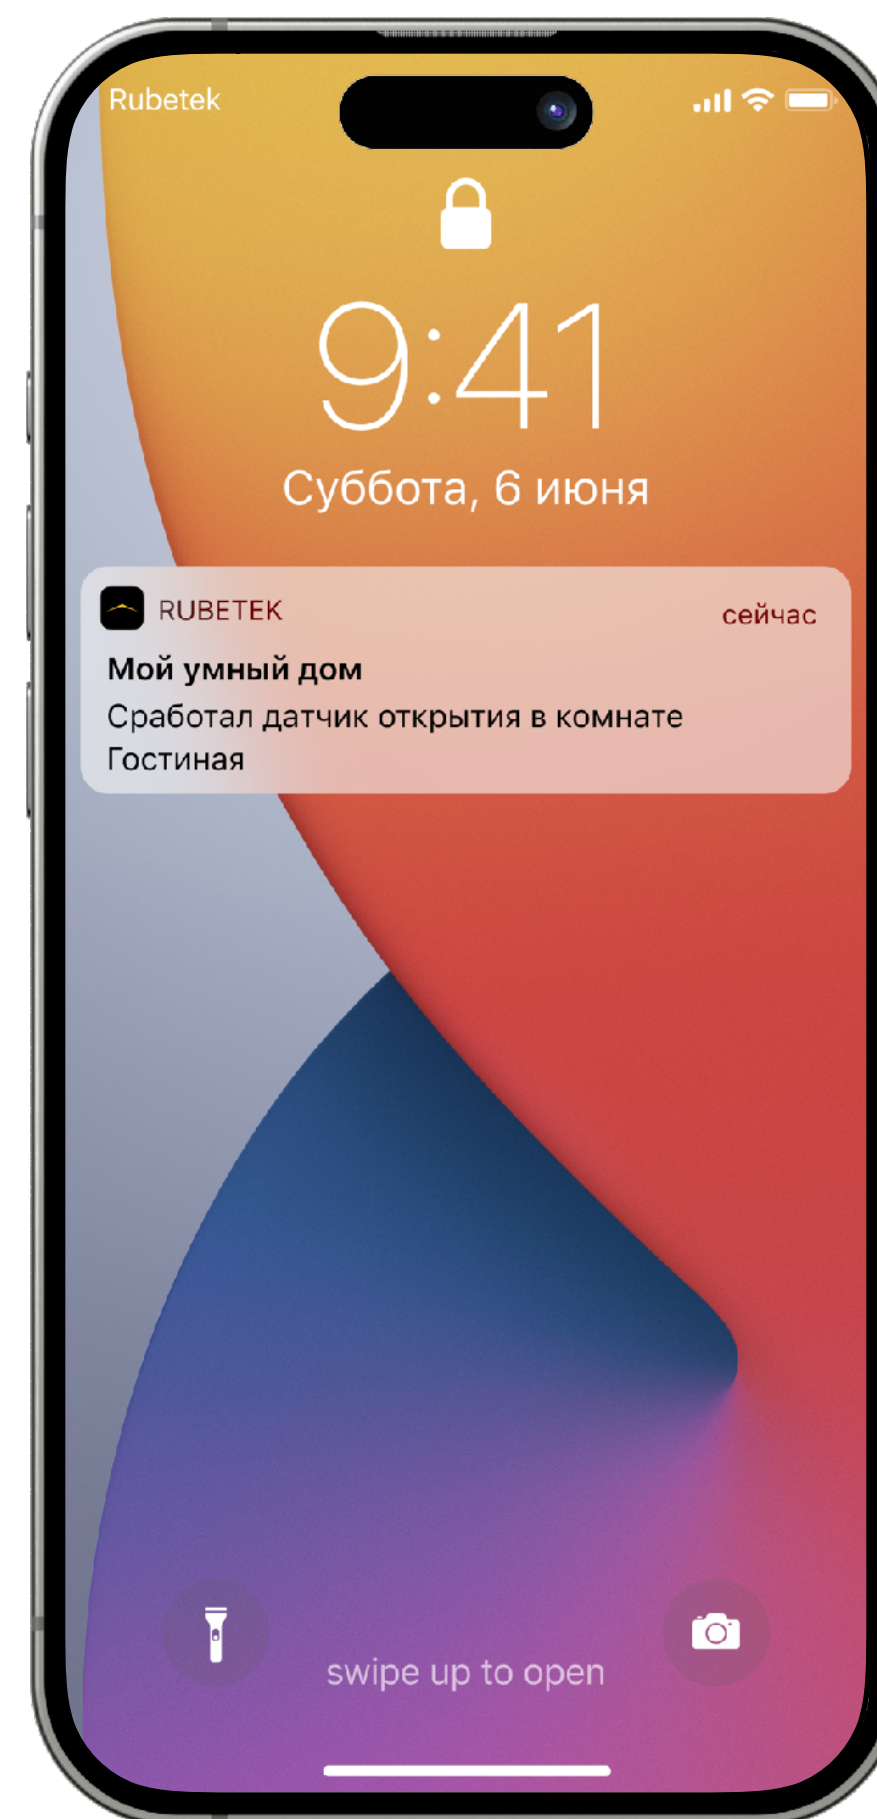 Rubetek
9:41
Суббота, 6 июня
RUBETEK
сейчас
Мой умный дом
Сработал датчик открытия в комнате
Гостиная
swipe up to open